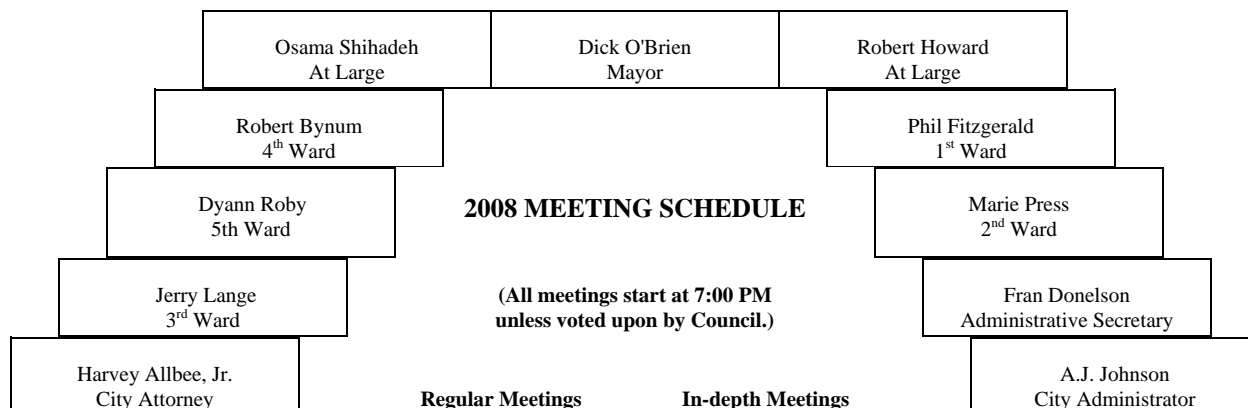 Osama Shihadeh
At Large
Dick O'Brien
Mayor
Robert Howard
At Large
Robert Bynum
4th Ward
Phil Fitzgerald
1st Ward
Dyann Roby
5th Ward
2008 MEETING SCHEDULE
Marie Press
2nd Ward
Jerry Lange
3rd Ward
(All meetings start at 7:00 PM
unless voted upon by Council.)
Fran Donelson
Administrative Secretary
Harvey Allbee, Jr.
City Attorney
Regular Meetings
In-depth Meetings
A.J. Johnson
City Administrator